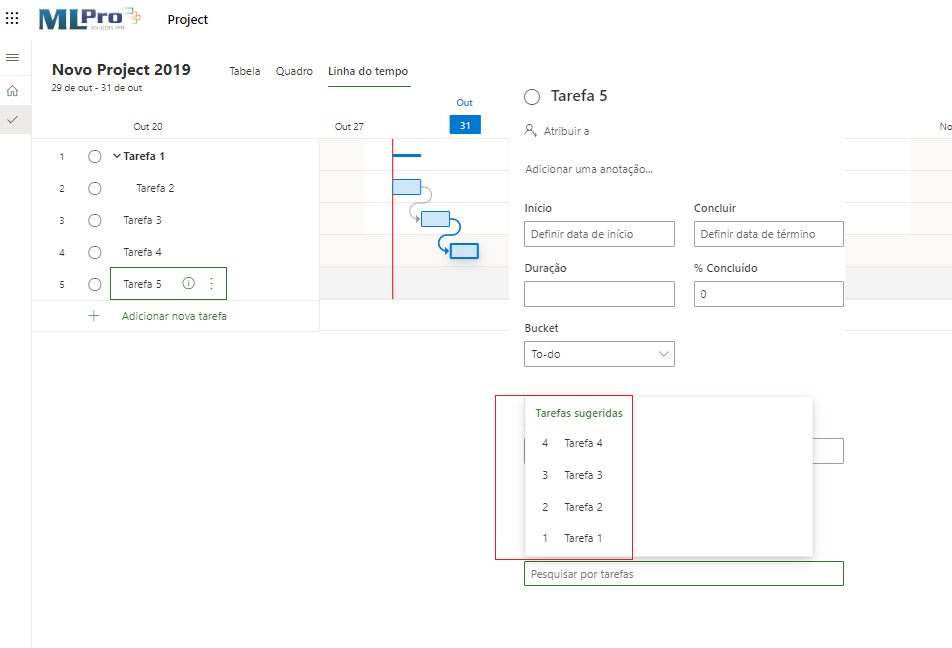 MLPro
SOLUÇÕES PPM
Project
Novo Project 2019
29 de out - 31 de out
Tabela
Quadro
Linha do tempo
Out
Out 20
Out 27
31
No
1 Tarefa 1
2 Tarefa 2
3 Tarefa 3
4 Tarefa 4
5 Tarefa 5
Adicionar nova tarefa
Tarefa 5
Atribuir a
Adicionar uma anotação...
Início
Concluir
Definir data de início
Definir data de término
Duração
% Concluído
0
Bucket
To-do
Tarefas sugeridas
4 Tarefa 4
3 Tarefa 3
2 Tarefa 2
1 Tarefa 1
Pesquisar por tarefas